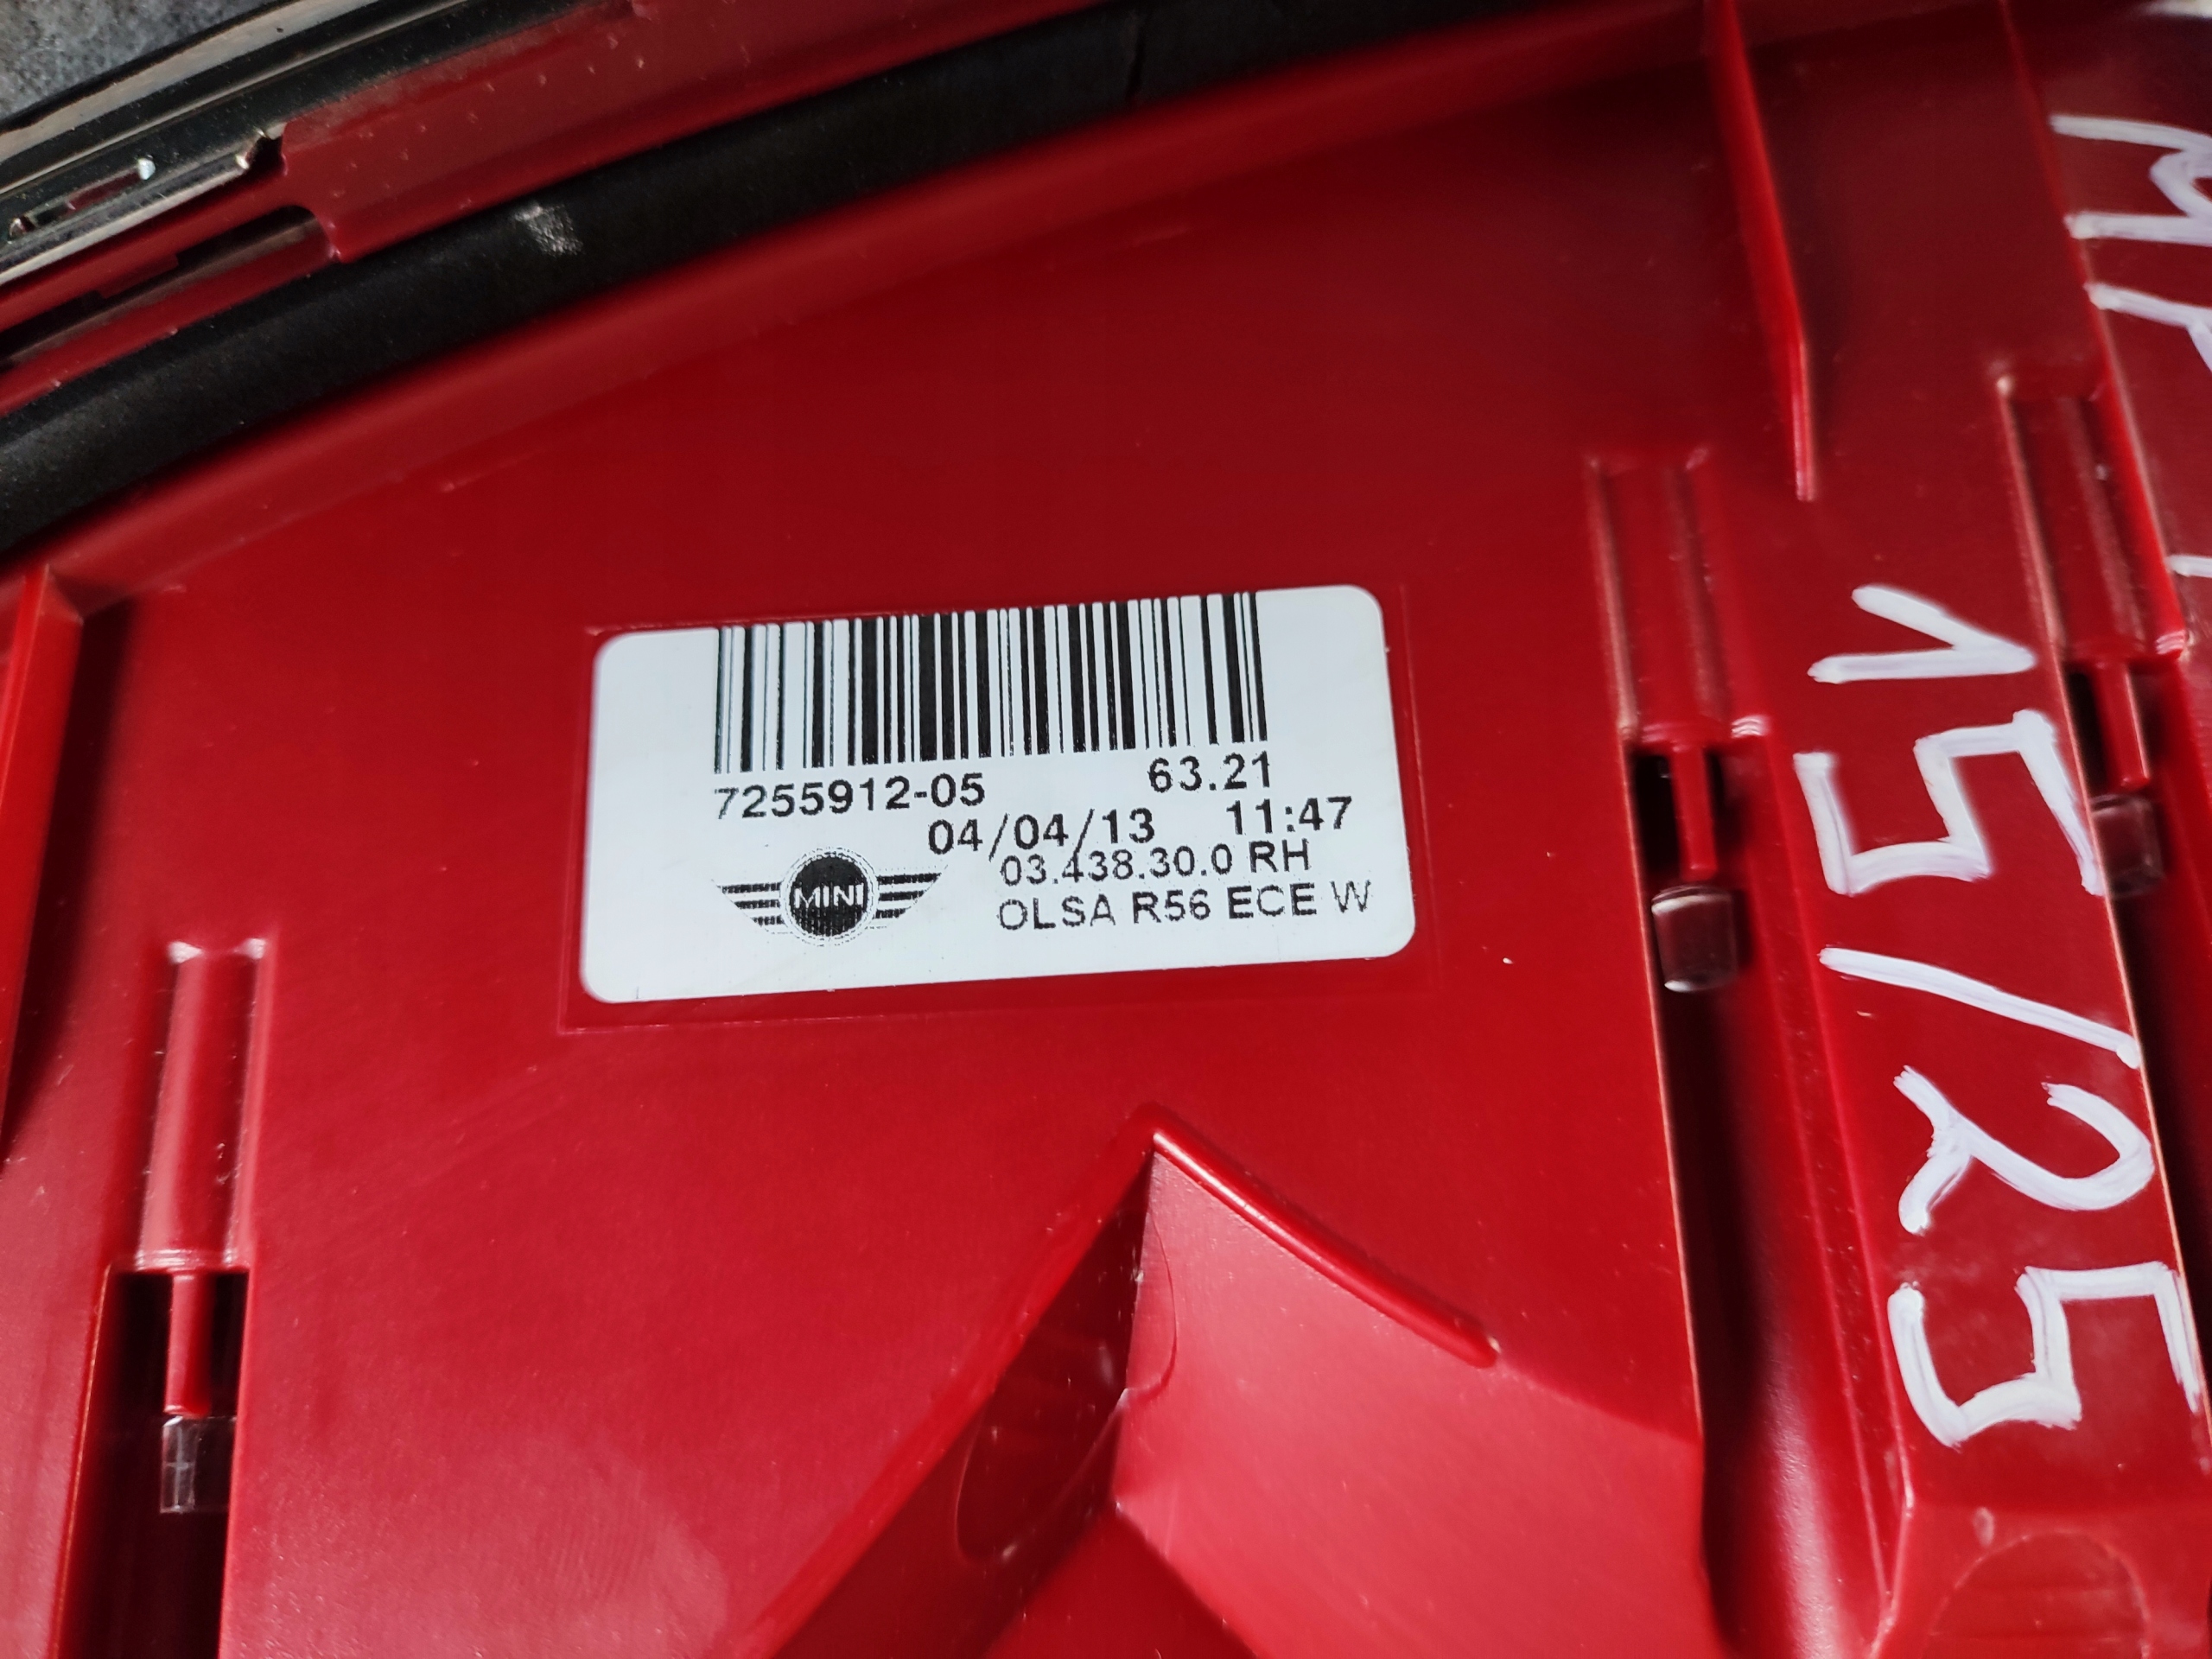 7255912-05 63.21
04/04/13 11:47
03.438.30.0 RH
MINI OLSA R56 ECE W
15/25